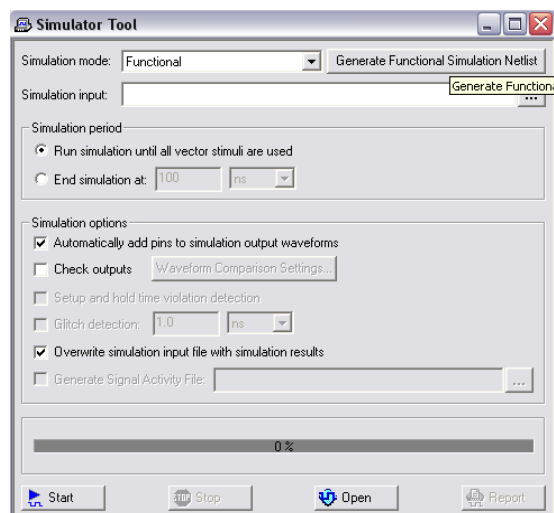 Simulator Tool
Simulation mode: Functional Generate Functional Simulation Netlist
Simulation input: ...
Generate Functiona
Simulation period
Run simulation until all vector stimuli are used
End simulation at: 100 ns
Simulation options
Automatically add pins to simulation output waveforms
Check outputs Waveform Comparison Settings...
Setup and hold time violation detection
Glitch detection: 1.0 ns
Overwrite simulation input file with simulation results
Generate Signal Activity File: ...
0 %
Start STOP Stop Open Report